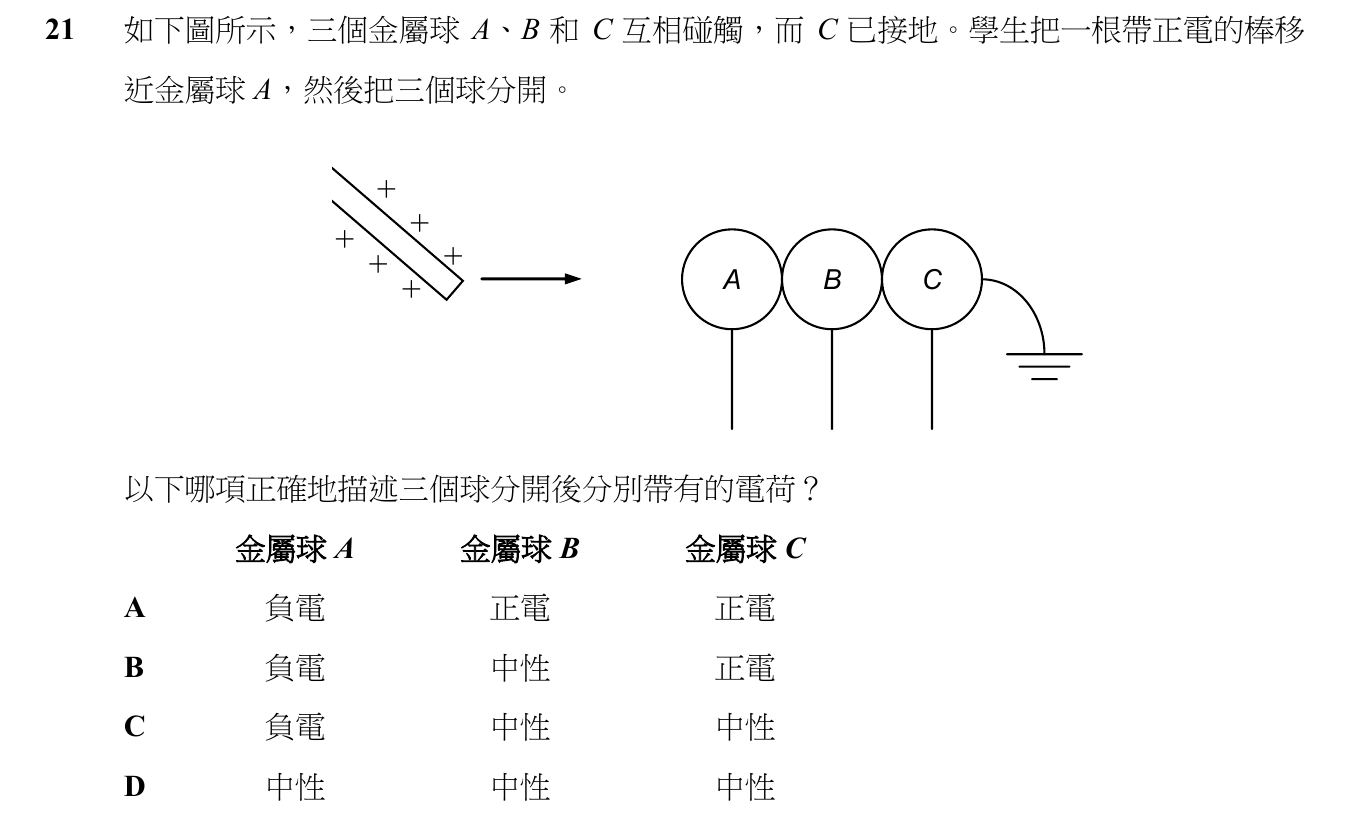 21 如下圖所示，三個金屬球 A、B 和 C 互相碰觸，而 C 已接地。學生把一根帶正電的棒移
近金屬球 A，然後把三個球分開。
+
+
+ +
+
+
A B C
以下哪項正確地描述三個球分開後分別帶有的電荷？
金屬球 A 金屬球 B 金屬球 C
A 負電 正電 正電
B 負電 中性 正電
C 負電 中性 中性
D 中性 中性 中性